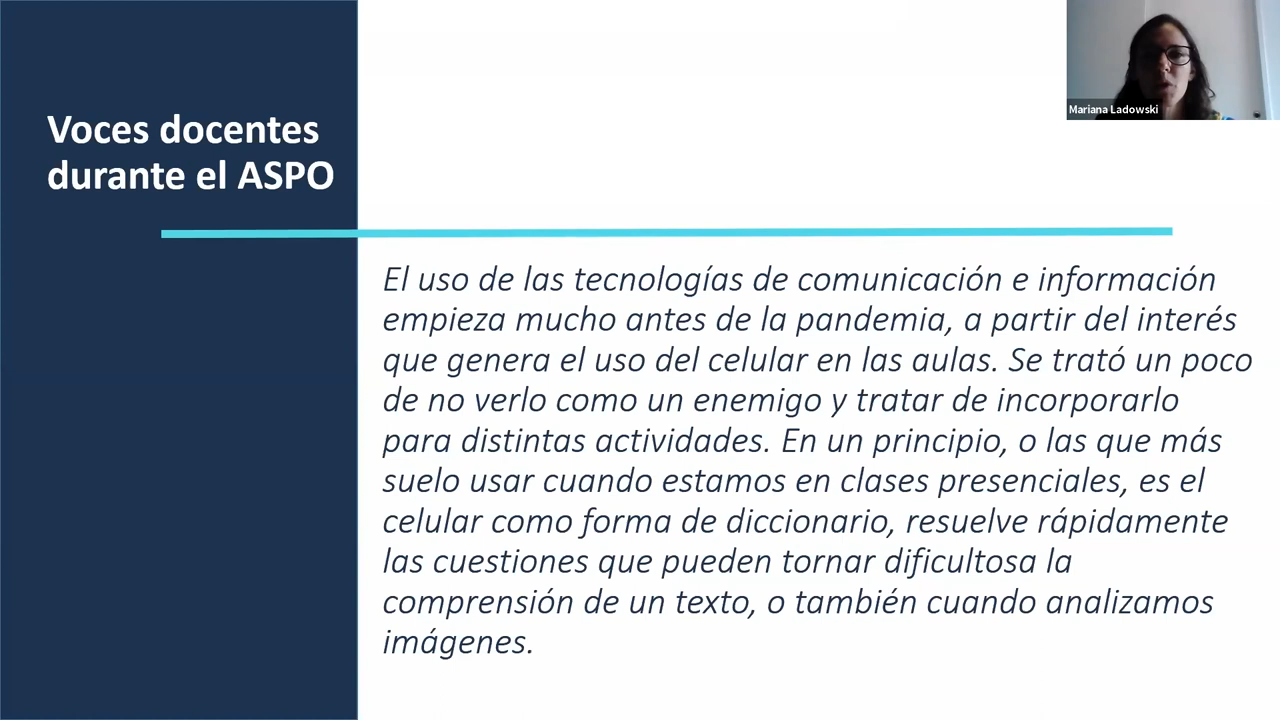 Voces docentes
durante el ASPO
Mariana Ladowski
El uso de las tecnologías de comunicación e información
empieza mucho antes de la pandemia, a partir del interés
que genera el uso del celular en las aulas. Se trató un poco
de no verlo como un enemigo y tratar de incorporarlo
para distintas actividades. En un principio, o las que más
suelo usar cuando estamos en clases presenciales, es el
celular como forma de diccionario, resuelve rápidamente
las cuestiones que pueden tornar dificultosa la
comprensión de un texto, o también cuando analizamos
imágenes.